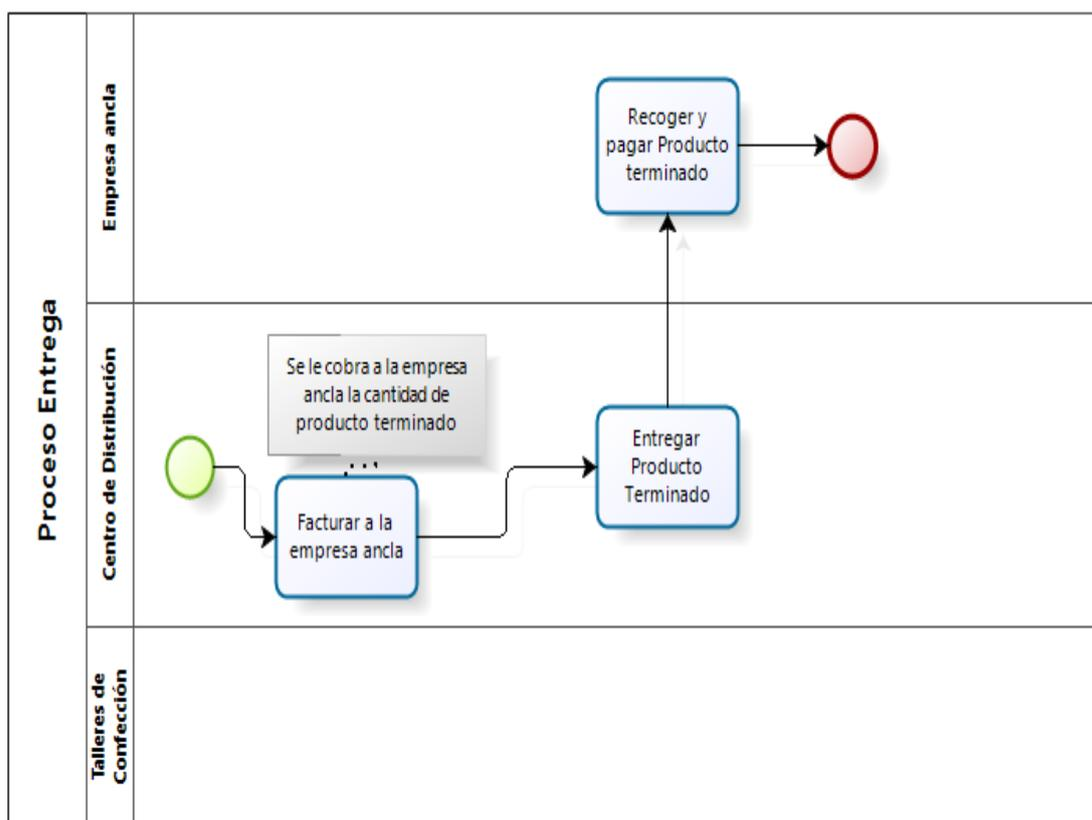 Proceso Entrega
Empresa ancla
Recoger y
pagar Producto
terminado
Centro de Distribución
Se le cobra a la empresa
ancla la cantidad de
producto terminado
Facturar a la
empresa ancla
Entregar
Producto
Terminado
Talleres de
Confección